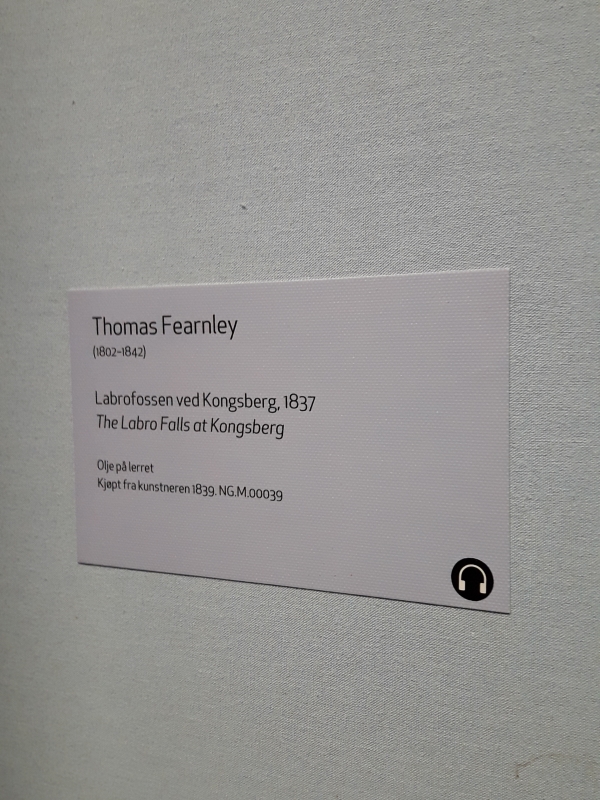 Thomas Fearnley
(1802–1842)
Labrofossen ved Kongsberg, 1837
The Labro Falls at Kongsberg
Olje på lerret
Kjøpt fra kunstneren 1839. NG.M.00039